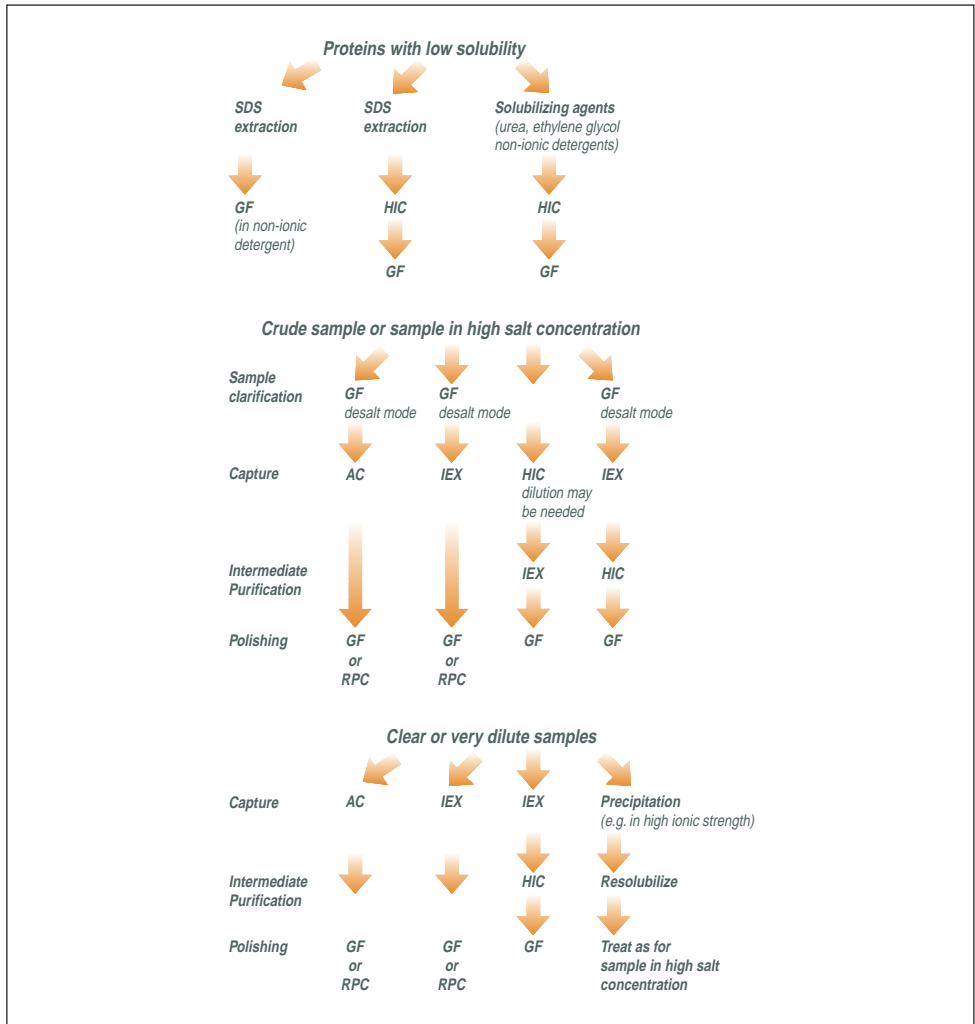 Proteins with low solubility
SDS
extraction
SDS
extraction
Solubilizing agents
(urea, ethylene glycol
non-ionic detergents)
GF
(in non-ionic
detergent)
HIC
HIC
GF
GF
Crude sample or sample in high salt concentration
Sample
clarification
GF
desalt mode
GF
desalt mode
GF
desalt mode
Capture
AC
IEX
HIC
dilution may
be needed
IEX
Intermediate
Purification
IEX
HIC
Polishing
GF
or
RPC
GF
or
RPC
GF
GF
Clear or very dilute samples
Capture
AC
IEX
IEX
Precipitation
(e.g. in high ionic strength)
Intermediate
Purification
HIC
Resolubilize
Polishing
GF
or
RPC
GF
or
RPC
GF
Treat as for
sample in high salt
concentration